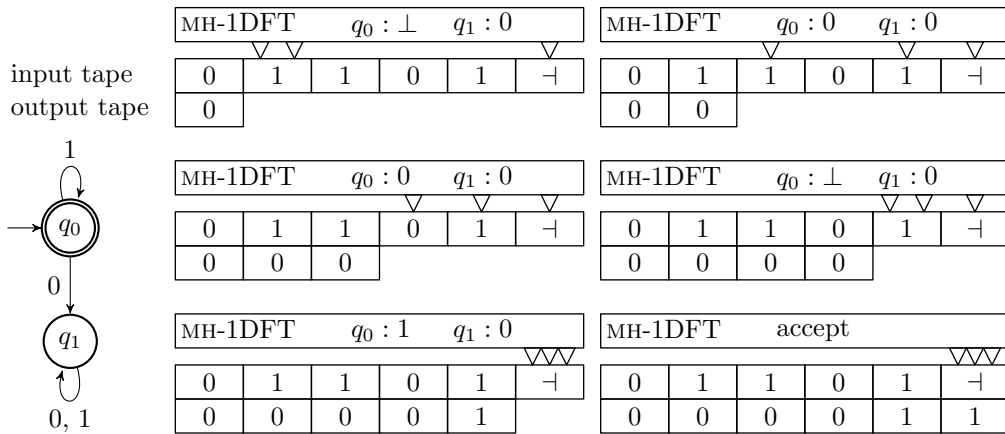 MH-1DFT q₀ : ⊥ q₁ : 0
input tape 0 1 1 0 1 ⊣
output tape 0
MH-1DFT q₀ : 0 q₁ : 0
0 1 1 0 1 ⊣
0 0
1
q₀
0
q₁
0, 1
MH-1DFT q₀ : 0 q₁ : 0
0 1 1 0 1 ⊣
0 0 0
MH-1DFT q₀ : ⊥ q₁ : 0
0 1 1 0 1 ⊣
0 0 0 0
MH-1DFT q₀ : 1 q₁ : 0
0 1 1 0 1 ⊣
0 0 0 0 1
MH-1DFT accept
0 1 1 0 1 ⊣
0 0 0 0 1 1